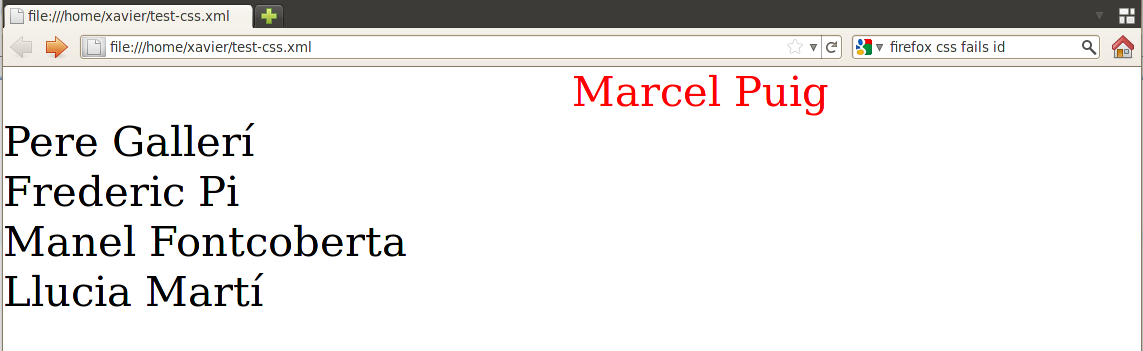 file:///home/xavier/test-css.xml
file:///home/xavier/test-css.xml
firefox css fails id
Marcel Puig
Pere Gallerí
Frederic Pi
Manel Fontcoberta
Llucia Martí